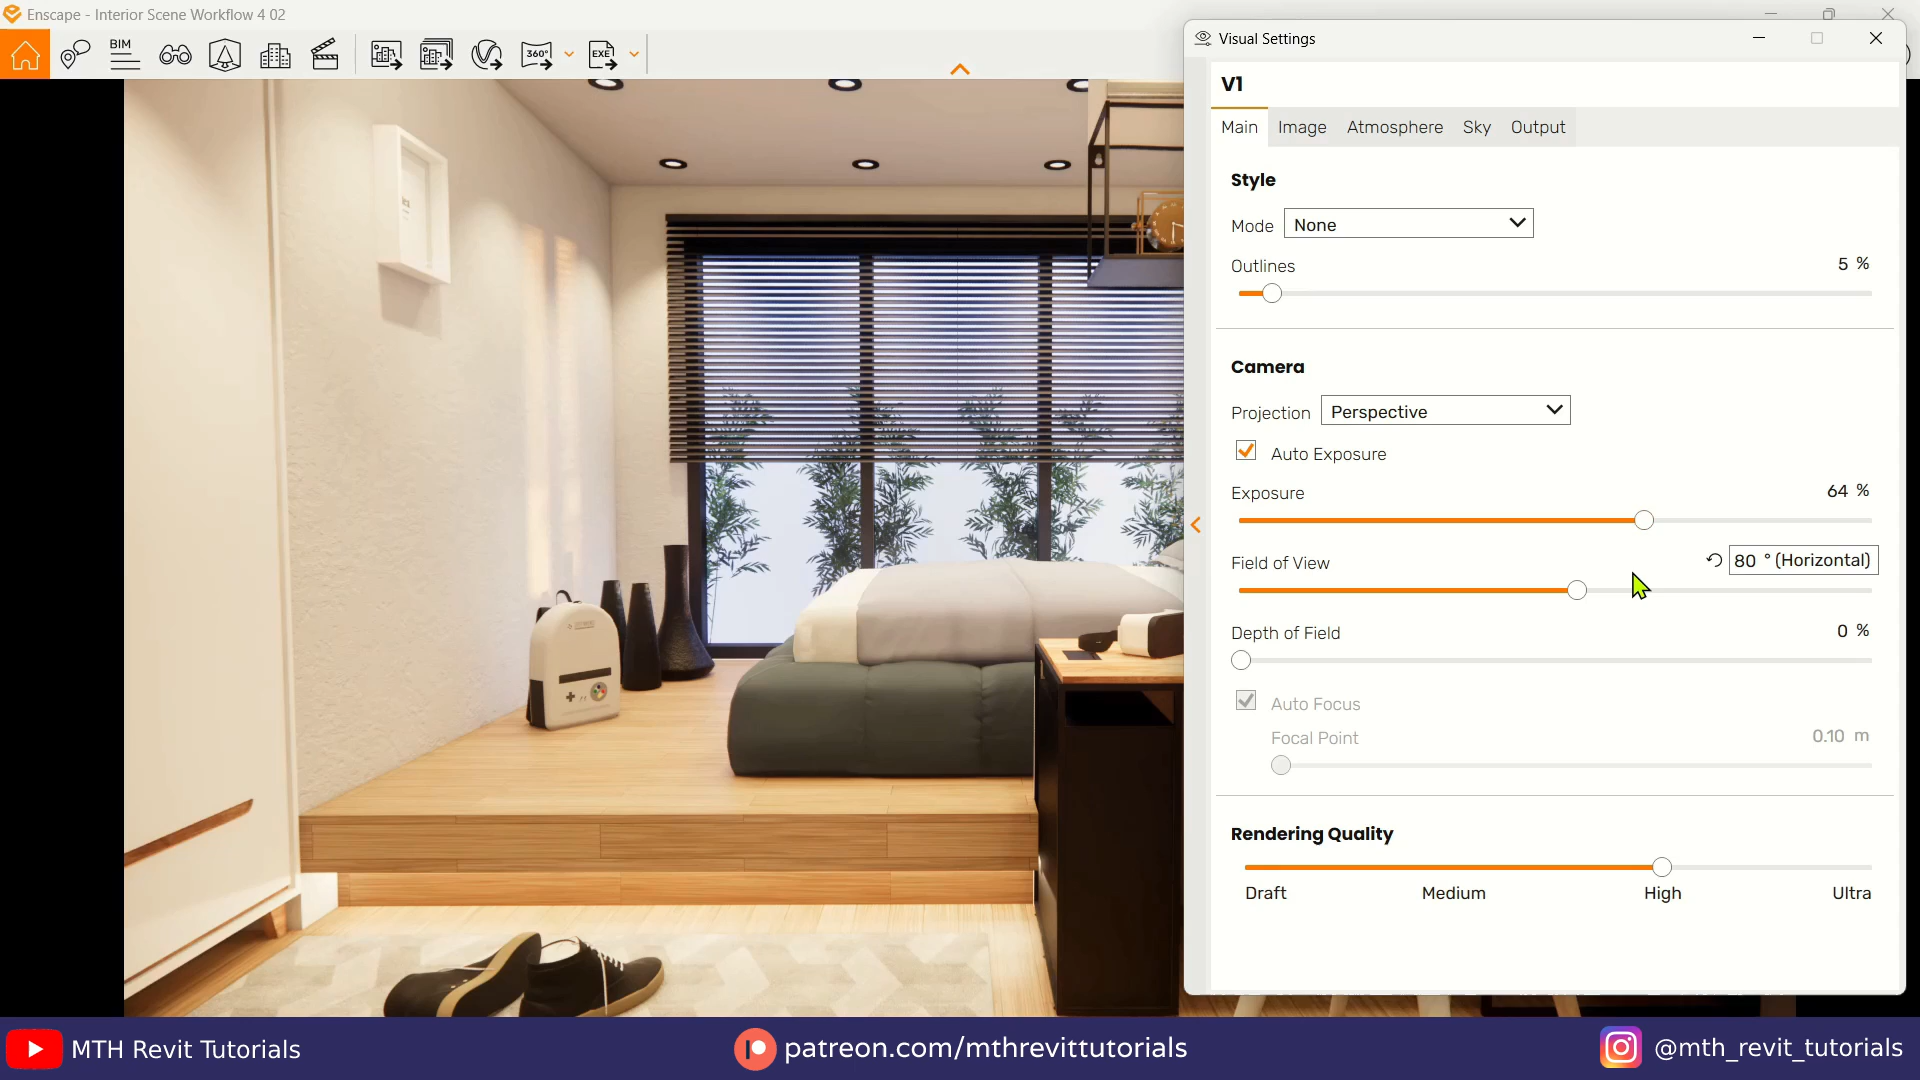 Enscape - Interior Scene Workflow 4 02
BIM
360°
EXE
Visual Settings
V1
Main
Image
Atmosphere
Sky
Output
Style
Mode
None
Outlines
5 %
Camera
Projection
Perspective
Auto Exposure
Exposure
64 %
Field of View
80 ° (Horizontal)
Depth of Field
0 %
Auto Focus
Focal Point
0.10 m
Rendering Quality
Draft
Medium
High
Ultra
MTH Revit Tutorials
patreon.com/mthrevittutorials
@mth_revit_tutorials